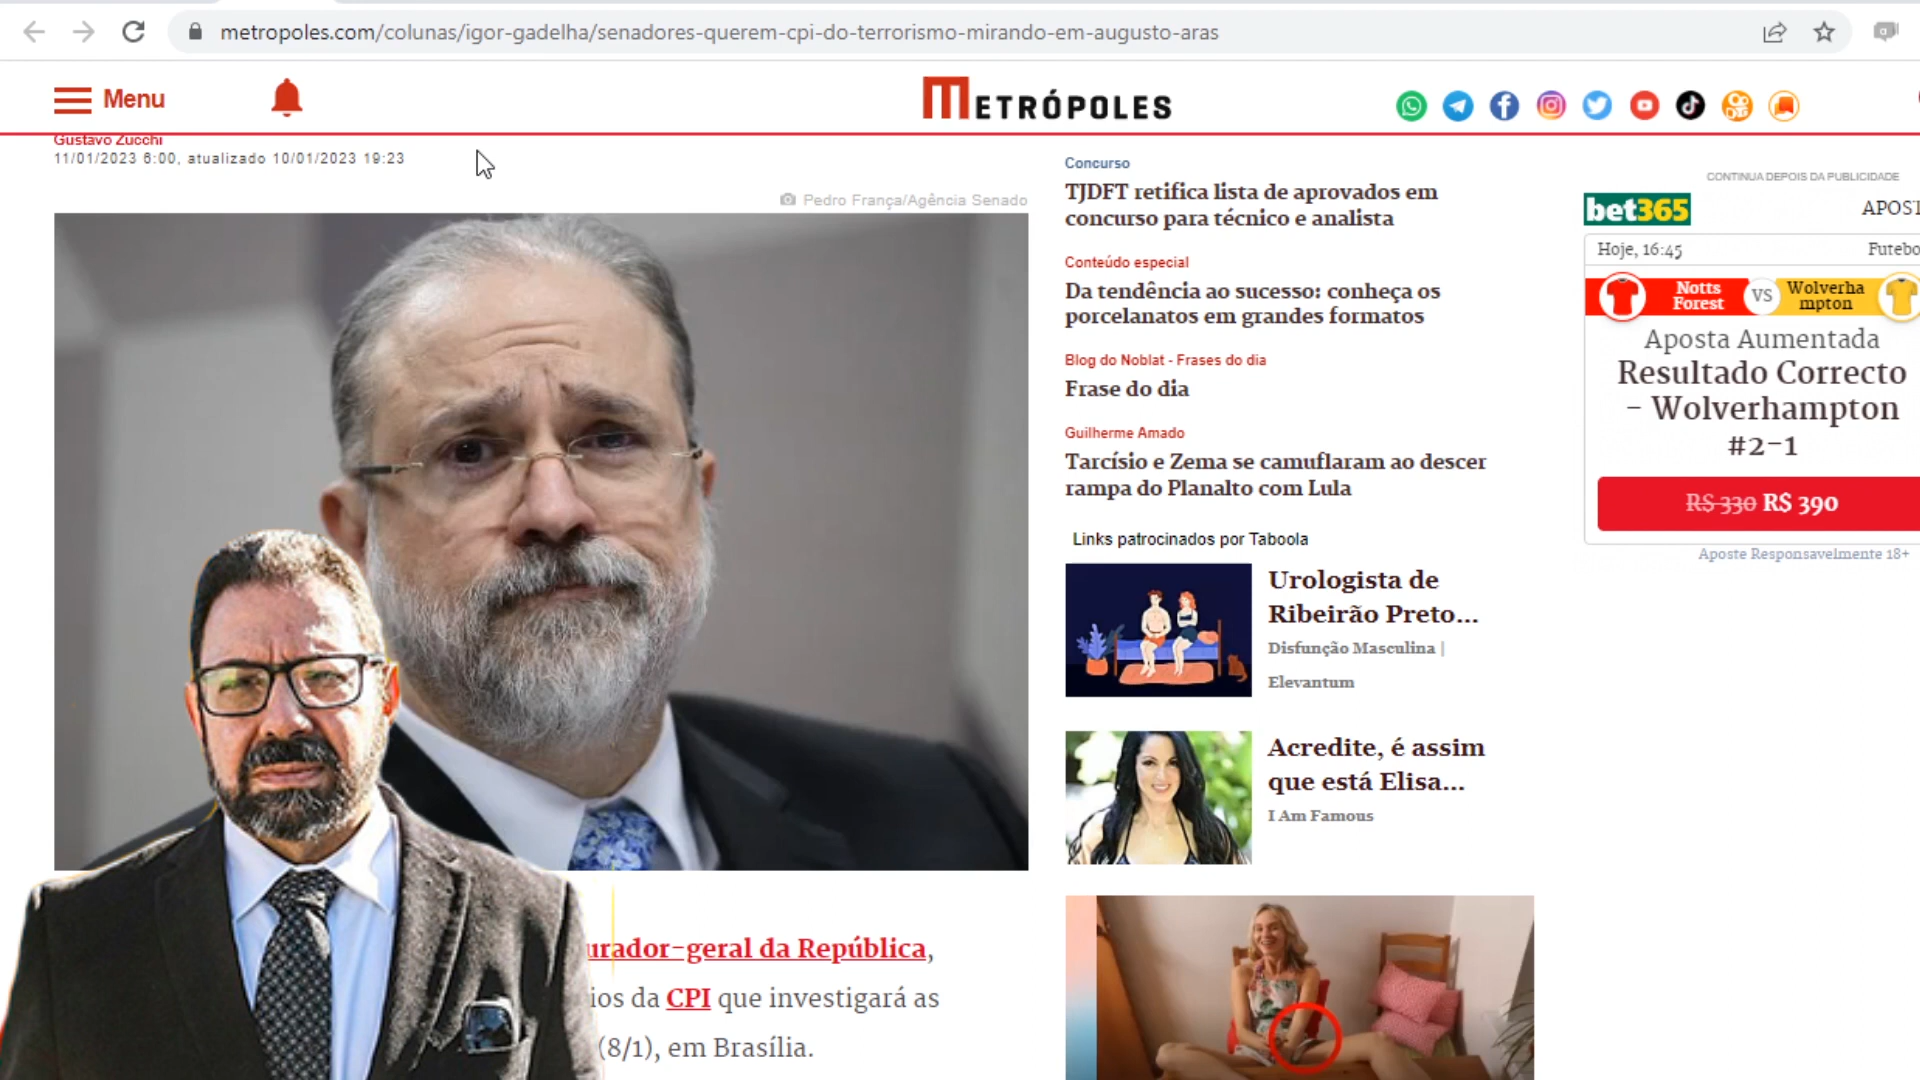 metropoles.com/colunas/igor-gadelha/senadores-querem-cpi-do-terrorismo-mirando-em-augusto-aras
Menu
METRÓPOLES
Gustavo Zucchi
11/01/2023 6:00, atualizado 10/01/2023 19:23
Pedro França/Agência Senado
urador-geral da República,
ios da CPI que investigará as
(8/1), em Brasília.
Concurso
TJDFT retifica lista de aprovados em
concurso para técnico e analista
Conteúdo especial
Da tendência ao sucesso: conheça os
porcelanatos em grandes formatos
Blog do Noblat - Frases do dia
Frase do dia
Guilherme Amado
Tarcísio e Zema se camuflaram ao descer
rampa do Planalto com Lula
Links patrocinados por Taboola
Urologista de
Ribeirão Preto...
Disfunção Masculina |
Elevantum
Acredite, é assim
que está Elisa...
I Am Famous
CONTINUA DEPOIS DA PUBLICIDADE
bet365
APOST
Hoje, 16:45
Futebo
Notts
Forest
VS
Wolverha
mpton
Aposta Aumentada
Resultado Correcto
- Wolverhampton
#2-1
R$ 330 R$ 390
Aposte Responsavelmente 18+